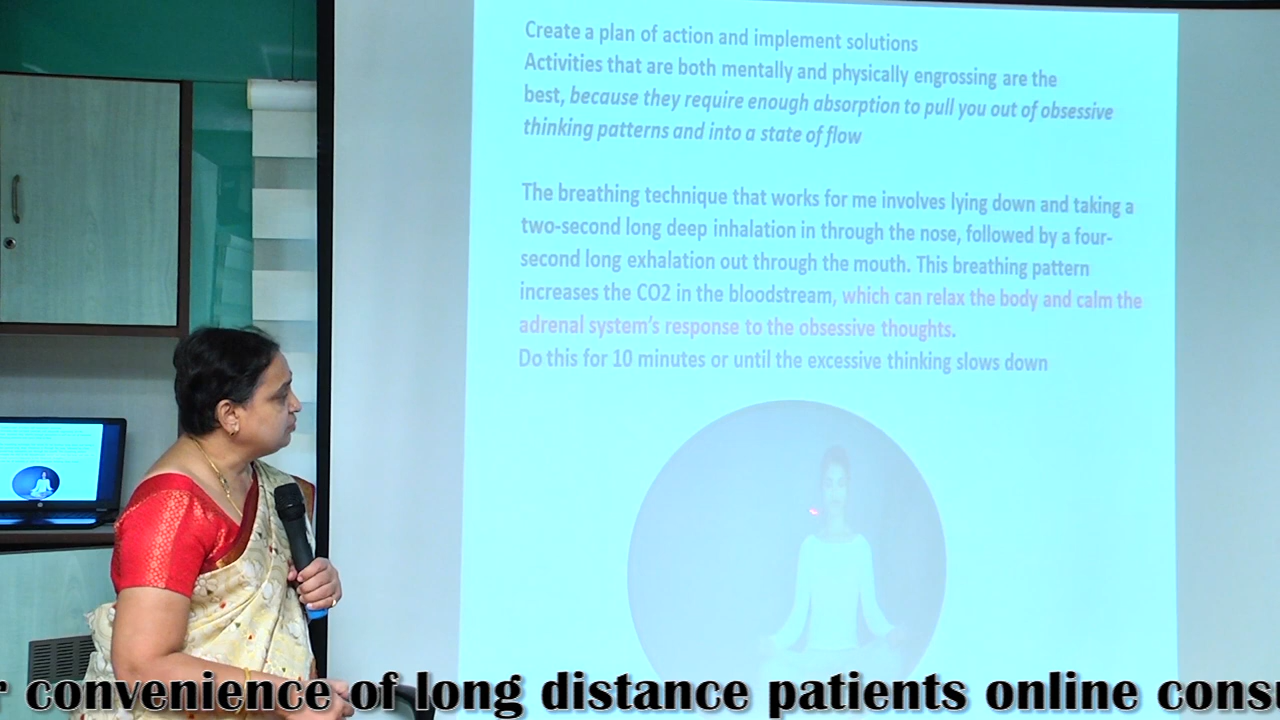 Create a plan of action and implement solutions
Activities that are both mentally and physically engrossing are the
best, because they require enough absorption to pull you out of obsessive
thinking patterns and into a state of flow
The breathing technique that works for me involves lying down and taking a
two-second long deep inhalation in through the nose, followed by a four-
second long exhalation out through the mouth. This breathing pattern
increases the CO2 in the bloodstream, which can relax the body and calm the
adrenal system's response to the obsessive thoughts.
Do this for 10 minutes or until the excessive thinking slows down
convenience of long distance patients online